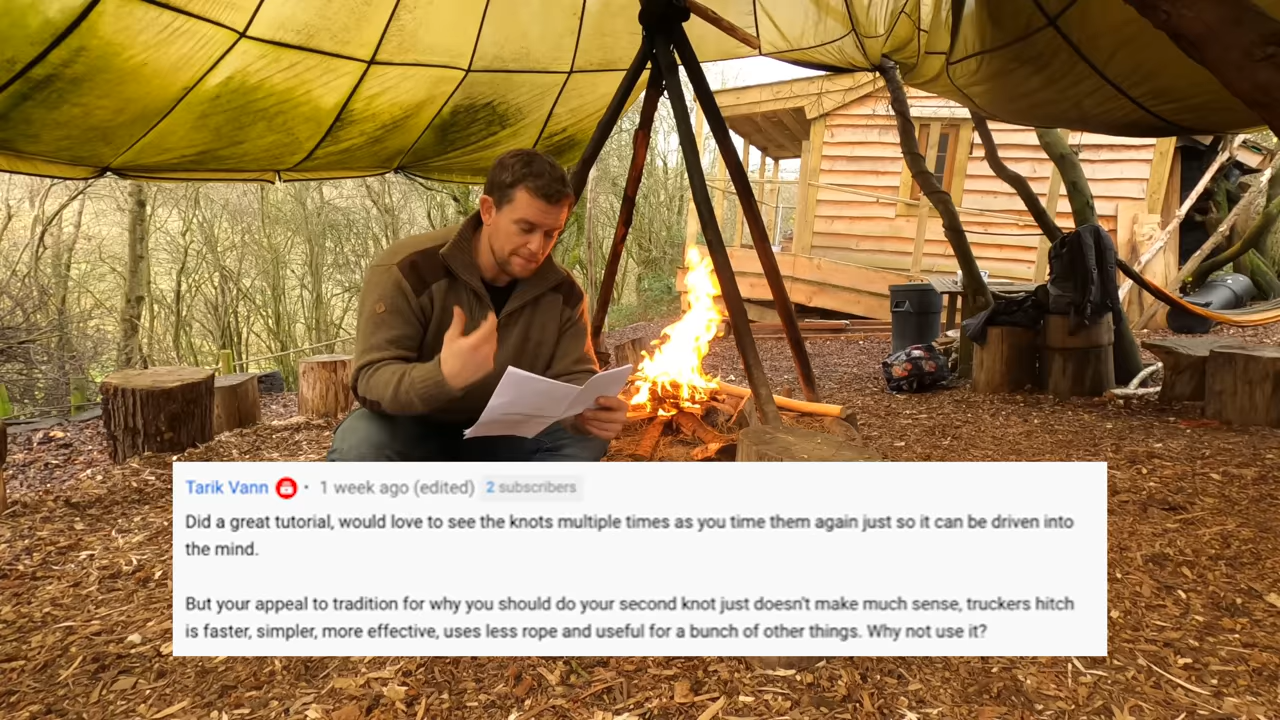 Tarik Vann • 1 week ago (edited) 2 subscribers
Did a great tutorial, would love to see the knots multiple times as you time them again just so it can be driven into
the mind.
But your appeal to tradition for why you should do your second knot just doesn't make much sense, truckers hitch
is faster, simpler, more effective, uses less rope and useful for a bunch of other things. Why not use it?